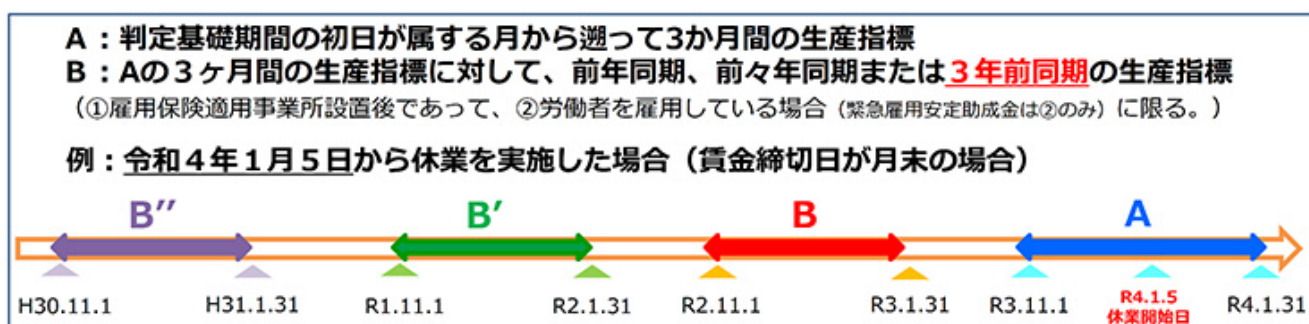 A：判定基礎期間の初日が属する月から遡って3か月間の生産指標
B：Aの３ヶ月間の生産指標に対して、前年同期、前々年同期または３年前同期の生産指標
（①雇用保険適用事業所設置後であって、②労働者を雇用している場合（緊急雇用安定助成金は②のみ）に限る。）
例：令和４年１月５日から休業を実施した場合（賃金締切日が月末の場合）
B″ B′ B A
H30.11.1 H31.1.31 R1.11.1 R2.1.31 R2.11.1 R3.1.31 R3.11.1 R4.1.5 R4.1.31
休業開始日